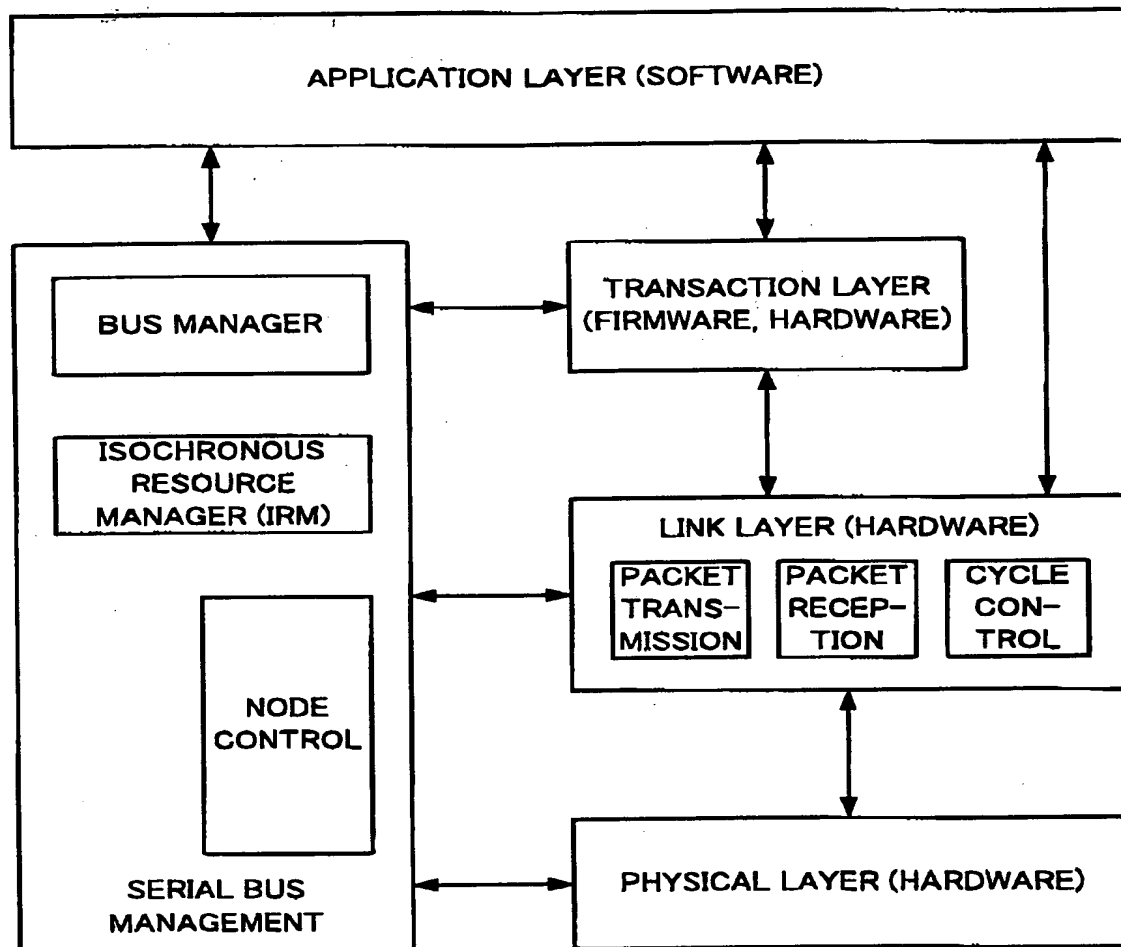 APPLICATION LAYER (SOFTWARE)
BUS MANAGER
ISOCHRONOUS
RESOURCE
MANAGER (IRM)
NODE
CONTROL
SERIAL BUS
MANAGEMENT
TRANSACTION LAYER
(FIRMWARE, HARDWARE)
LINK LAYER (HARDWARE)
PACKET
TRANS-
MISSION
PACKET
RECEP-
TION
CYCLE
CON-
TROL
PHYSICAL LAYER (HARDWARE)